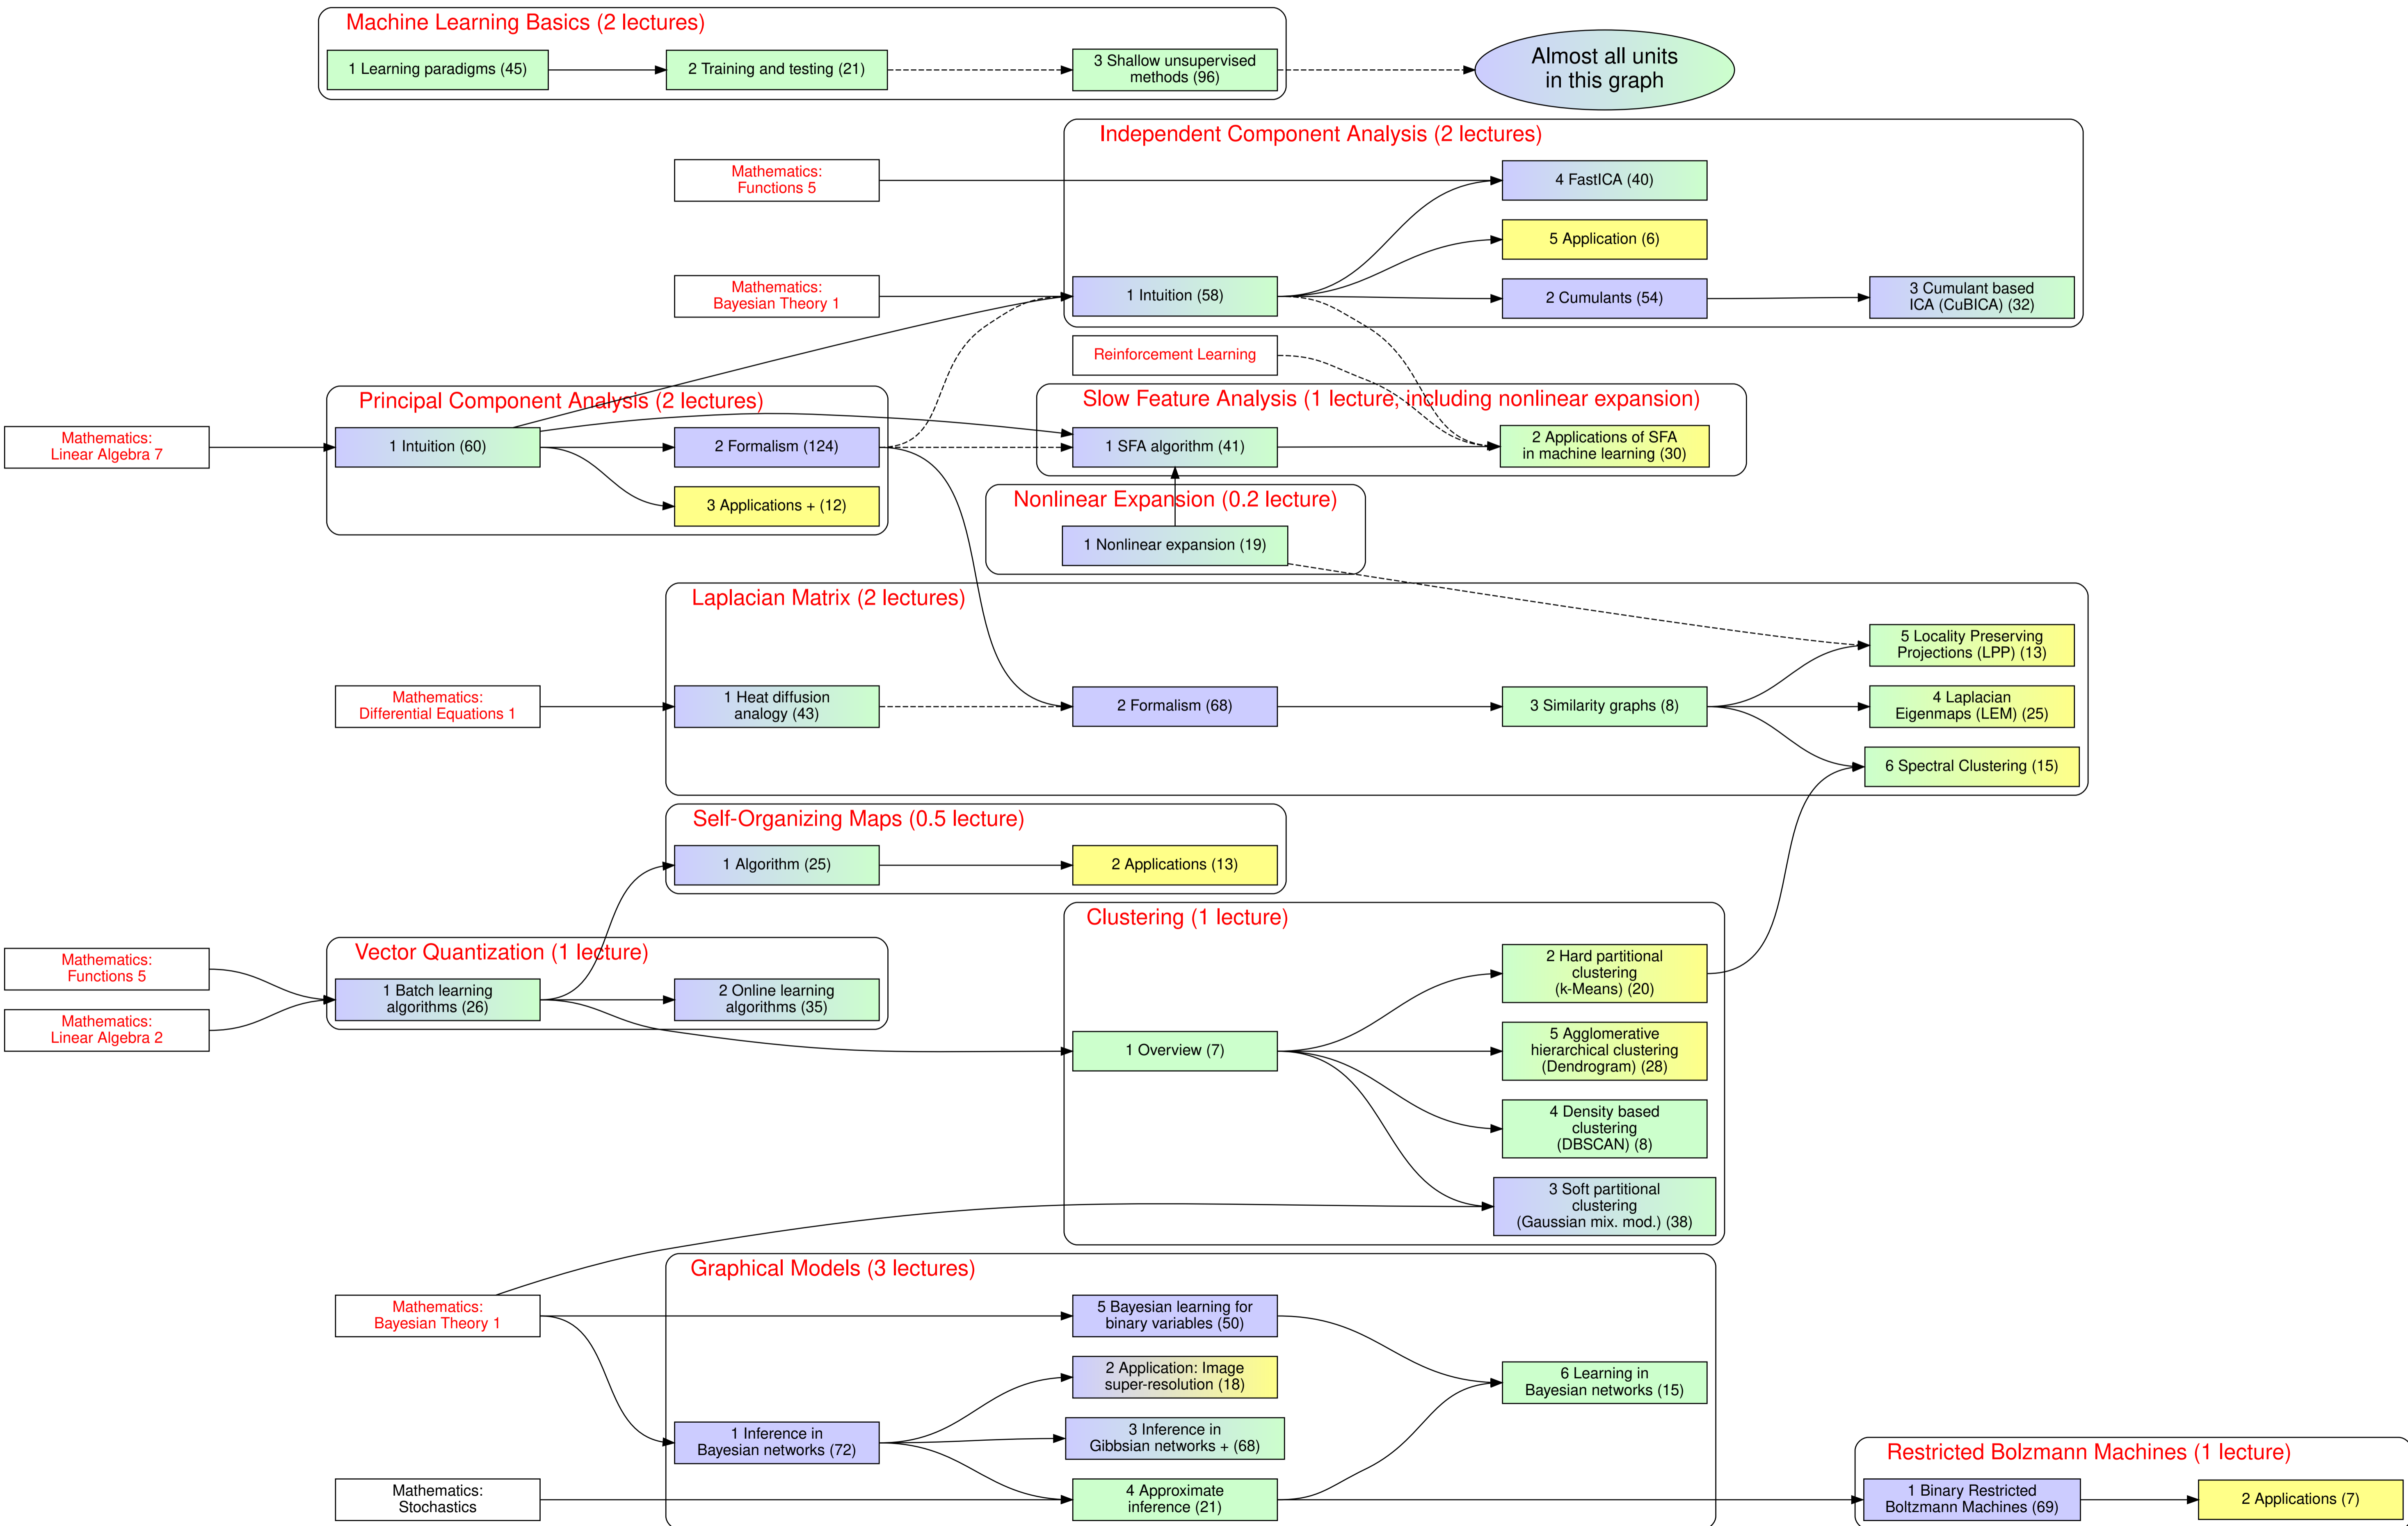 Machine Learning Basics (2 lectures)
1 Learning paradigms (45)
2 Training and testing (21)
3 Shallow unsupervised
methods (96)
Almost all units
in this graph
Independent Component Analysis (2 lectures)
Mathematics:
Functions 5
4 FastICA (40)
5 Application (6)
Mathematics:
Bayesian Theory 1
1 Intuition (58)
2 Cumulants (54)
3 Cumulant based
ICA (CuBICA) (32)
Reinforcement Learning
Principal Component Analysis (2 lectures)
Slow Feature Analysis (1 lecture, including nonlinear expansion)
Mathematics:
Linear Algebra 7
1 Intuition (60)
2 Formalism (124)
1 SFA algorithm (41)
2 Applications of SFA
in machine learning (30)
3 Applications + (12)
Nonlinear Expansion (0.2 lecture)
1 Nonlinear expansion (19)
Laplacian Matrix (2 lectures)
5 Locality Preserving
Projections (LPP) (13)
Mathematics:
Differential Equations 1
1 Heat diffusion
analogy (43)
2 Formalism (68)
3 Similarity graphs (8)
4 Laplacian
Eigenmaps (LEM) (25)
6 Spectral Clustering (15)
Self-Organizing Maps (0.5 lecture)
1 Algorithm (25)
2 Applications (13)
Clustering (1 lecture)
Vector Quantization (1 lecture)
Mathematics:
Functions 5
Mathematics:
Linear Algebra 2
1 Batch learning
algorithms (26)
2 Online learning
algorithms (35)
2 Hard partitional
clustering
(k-Means) (20)
1 Overview (7)
5 Agglomerative
hierarchical clustering
(Dendrogram) (28)
4 Density based
clustering
(DBSCAN) (8)
3 Soft partitional
clustering
(Gaussian mix. mod.) (38)
Graphical Models (3 lectures)
Mathematics:
Bayesian Theory 1
5 Bayesian learning for
binary variables (50)
2 Application: Image
super-resolution (18)
6 Learning in
Bayesian networks (15)
1 Inference in
Bayesian networks (72)
3 Inference in
Gibbsian networks + (68)
Mathematics:
Stochastics
4 Approximate
inference (21)
Restricted Bolzmann Machines (1 lecture)
1 Binary Restricted
Boltzmann Machines (69)
2 Applications (7)